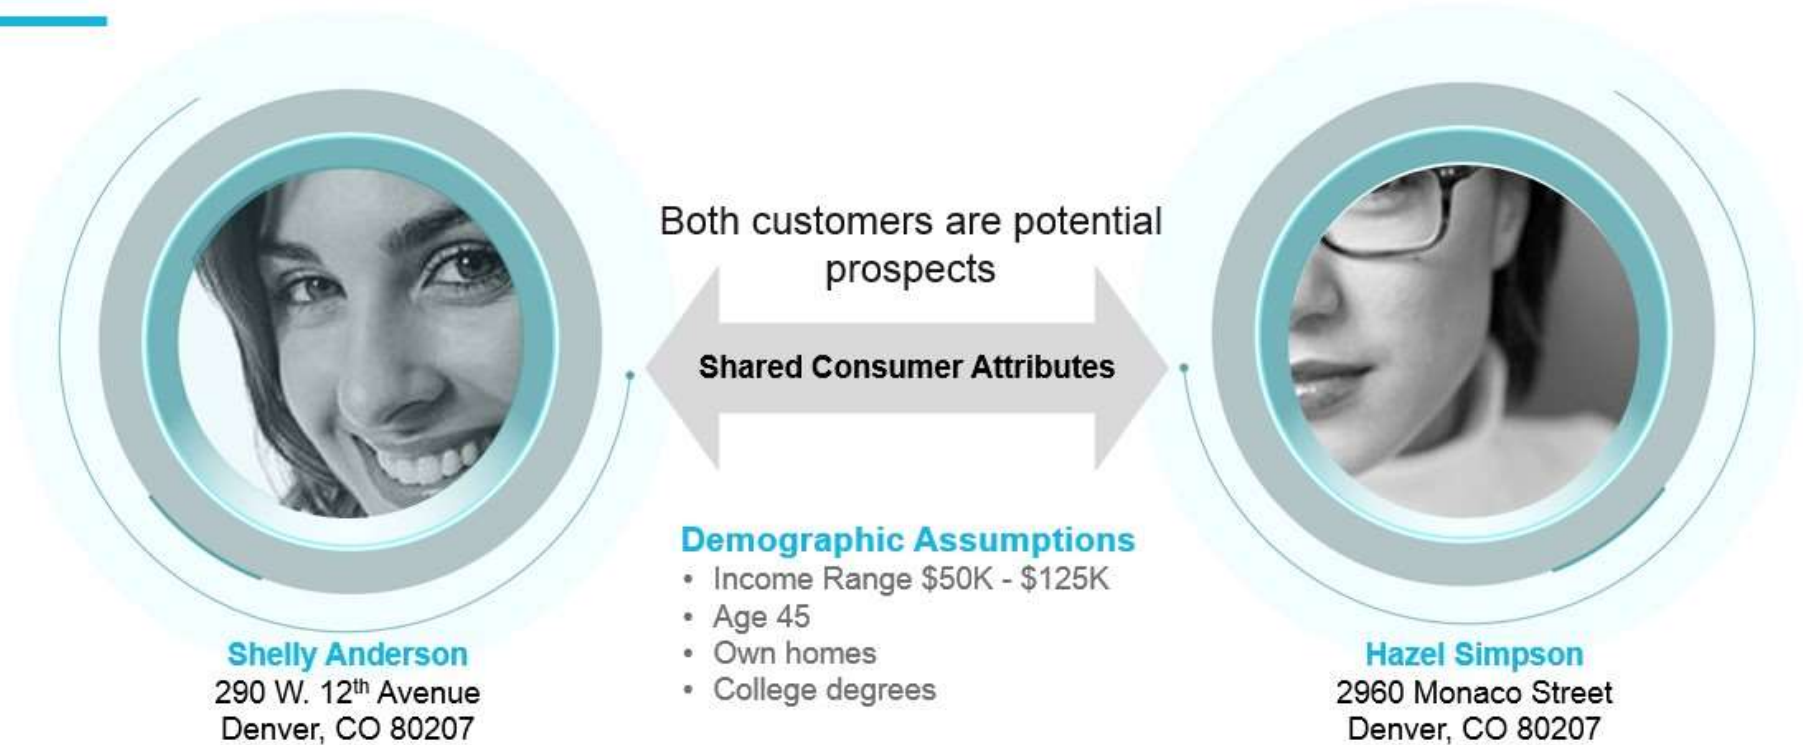 Both customers are potential
prospects
Shared Consumer Attributes
Demographic Assumptions
• Income Range $50K - $125K
• Age 45
• Own homes
• College degrees
Shelly Anderson
290 W. 12th Avenue
Denver, CO 80207
Hazel Simpson
2960 Monaco Street
Denver, CO 80207